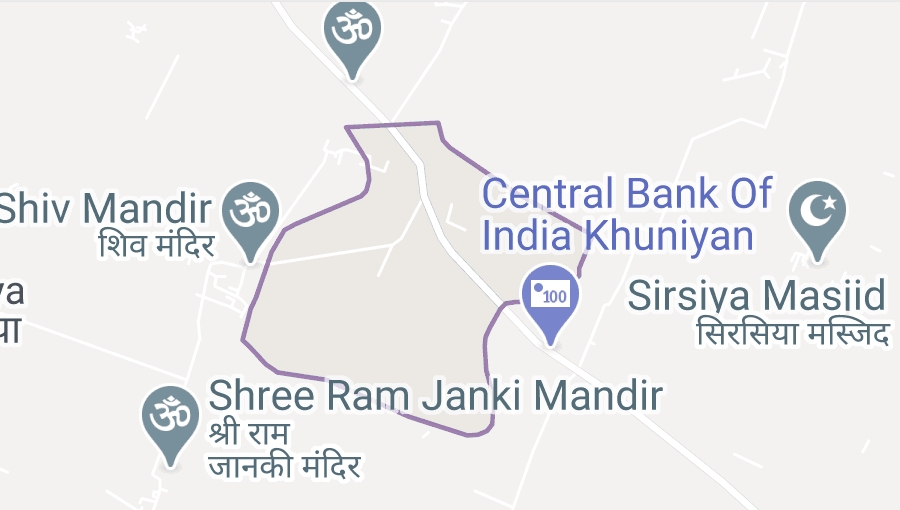 ॐ
Shiv Mandir
शिव मंदिर
ॐ
Central Bank Of
India Khuniyan
100
Sirsiya Masjid
सिरसिया मस्जिद
Shree Ram Janki Mandir
श्री राम
जानकी मंदिर
ॐ